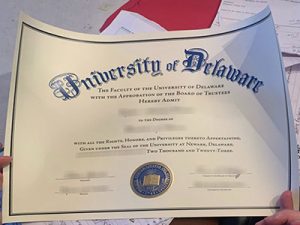 University of Delaware
The Faculty of the University of Delaware
with the Approbation of the Board of Trustees
Hereby Admit
to the Degree of
with all the Rights, Honors, and Privileges thereto Appertaining.
Given under the Seal of the University at Newark, Delaware,
Two Thousand and Twenty-Three.